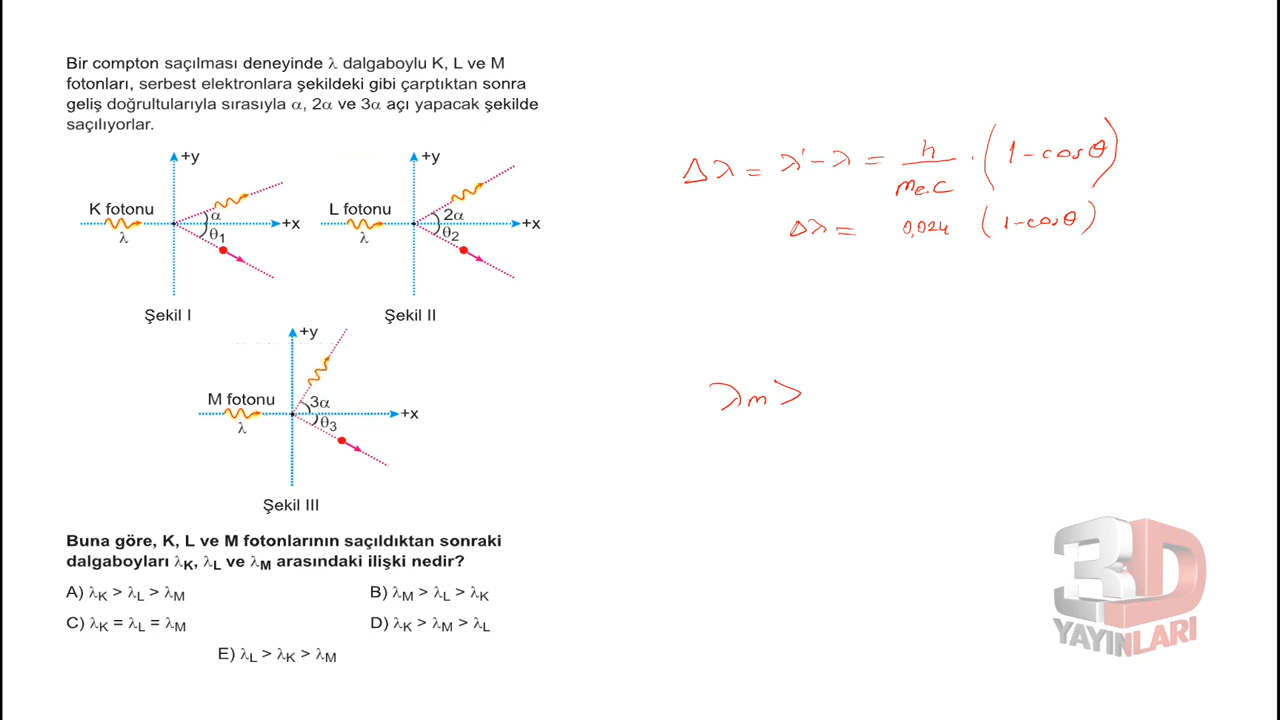 Bir compton saçılması deneyinde λ dalgaboylu K, L ve M
fotonları, serbest elektronlara şekildeki gibi çarptıktan sonra
geliş doğrultularıyla sırasıyla α, 2α ve 3α açı yapacak şekilde
saçılıyorlar.
+y
K fotonu
λ
α
θ1
+x
Şekil I
+y
L fotonu
λ
2α
θ2
+x
Şekil II
+y
M fotonu
λ
3α
θ3
+x
Şekil III
Buna göre, K, L ve M fotonlarının saçıldıktan sonraki
dalgaboyları λK, λL ve λM arasındaki ilişki nedir?
A) λK > λL > λM
B) λM > λL > λK
C) λK = λL = λM
D) λK > λM > λL
E) λL > λK > λM
Δλ = λ' - λ = h / me.c . (1 - cosθ)
Δλ = 0,024 (1 - cosθ)
λm >
3D
YAYINLARI